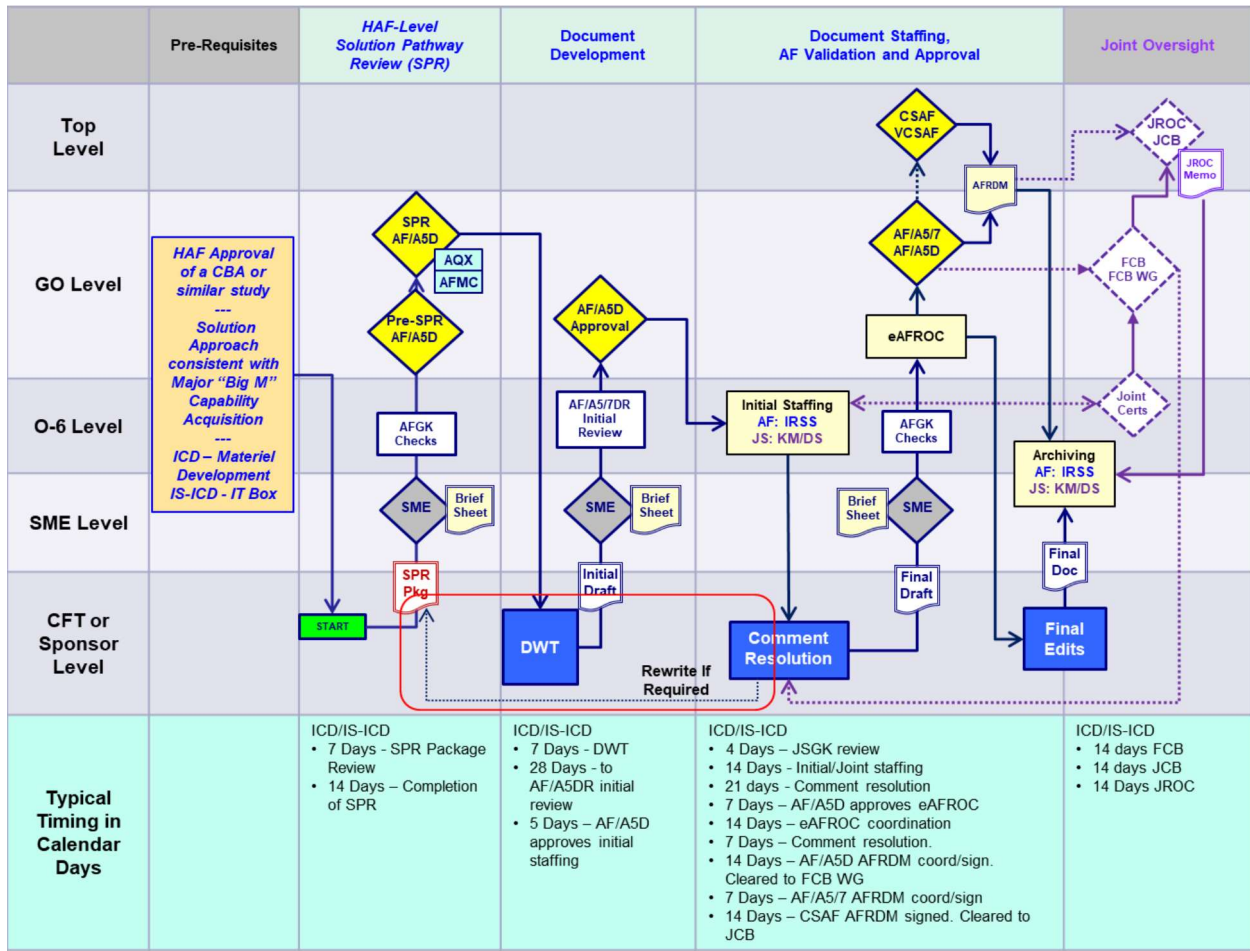 Pre-Requisites
HAF-Level
Solution Pathway
Review (SPR)
Document
Development
Document Staffing,
AF Validation and Approval
Joint Oversight
Top
Level
CSAF
VCSAF
AFRDM
JROC
JCB
JROC
Memo
GO Level
HAF Approval
of a CBA or
similar study
---
Solution
Approach
consistent with
Major “Big M”
Capability
Acquisition
---
ICD – Materiel
Development
IS-ICD - IT Box
SPR
AF/A5D
AQX
AFMC
Pre-SPR
AF/A5D
AF/A5D
Approval
AF/A5/7
AF/A5D
eAFROC
FCB
FCB WG
O-6 Level
AFGK
Checks
AF/A5/7DR
Initial
Review
Initial Staffing
AF: IRSS
JS: KM/DS
AFGK
Checks
Joint
Certs
Archiving
AF: IRSS
JS: KM/DS
SME Level
SME
Brief
Sheet
SME
Brief
Sheet
Brief
Sheet
SME
CFT or
Sponsor
Level
START
SPR
Pkg
DWT
Initial
Draft
Rewrite If
Required
Comment
Resolution
Final
Draft
Final
Doc
Final
Edits
Typical
Timing in
Calendar
Days
ICD/IS-ICD
• 7 Days - SPR Package
Review
• 14 Days – Completion
of SPR
ICD/IS-ICD
• 7 Days - DWT
• 28 Days - to
AF/A5DR initial
review
• 5 Days – AF/A5D
approves initial
staffing
ICD/IS-ICD
• 4 Days – JSGK review
• 14 Days - Initial/Joint staffing
• 21 days - Comment resolution
• 7 Days – AF/A5D approves eAFROC
• 14 Days – eAFROC coordination
• 7 Days – Comment resolution.
• 14 Days – AF/A5D AFRDM coord/sign.
Cleared to FCB WG
• 7 Days – AF/A5/7 AFRDM coord/sign
• 14 Days – CSAF AFRDM signed. Cleared to
JCB
ICD/IS-ICD
• 14 days FCB
• 14 days JCB
• 14 Days JROC